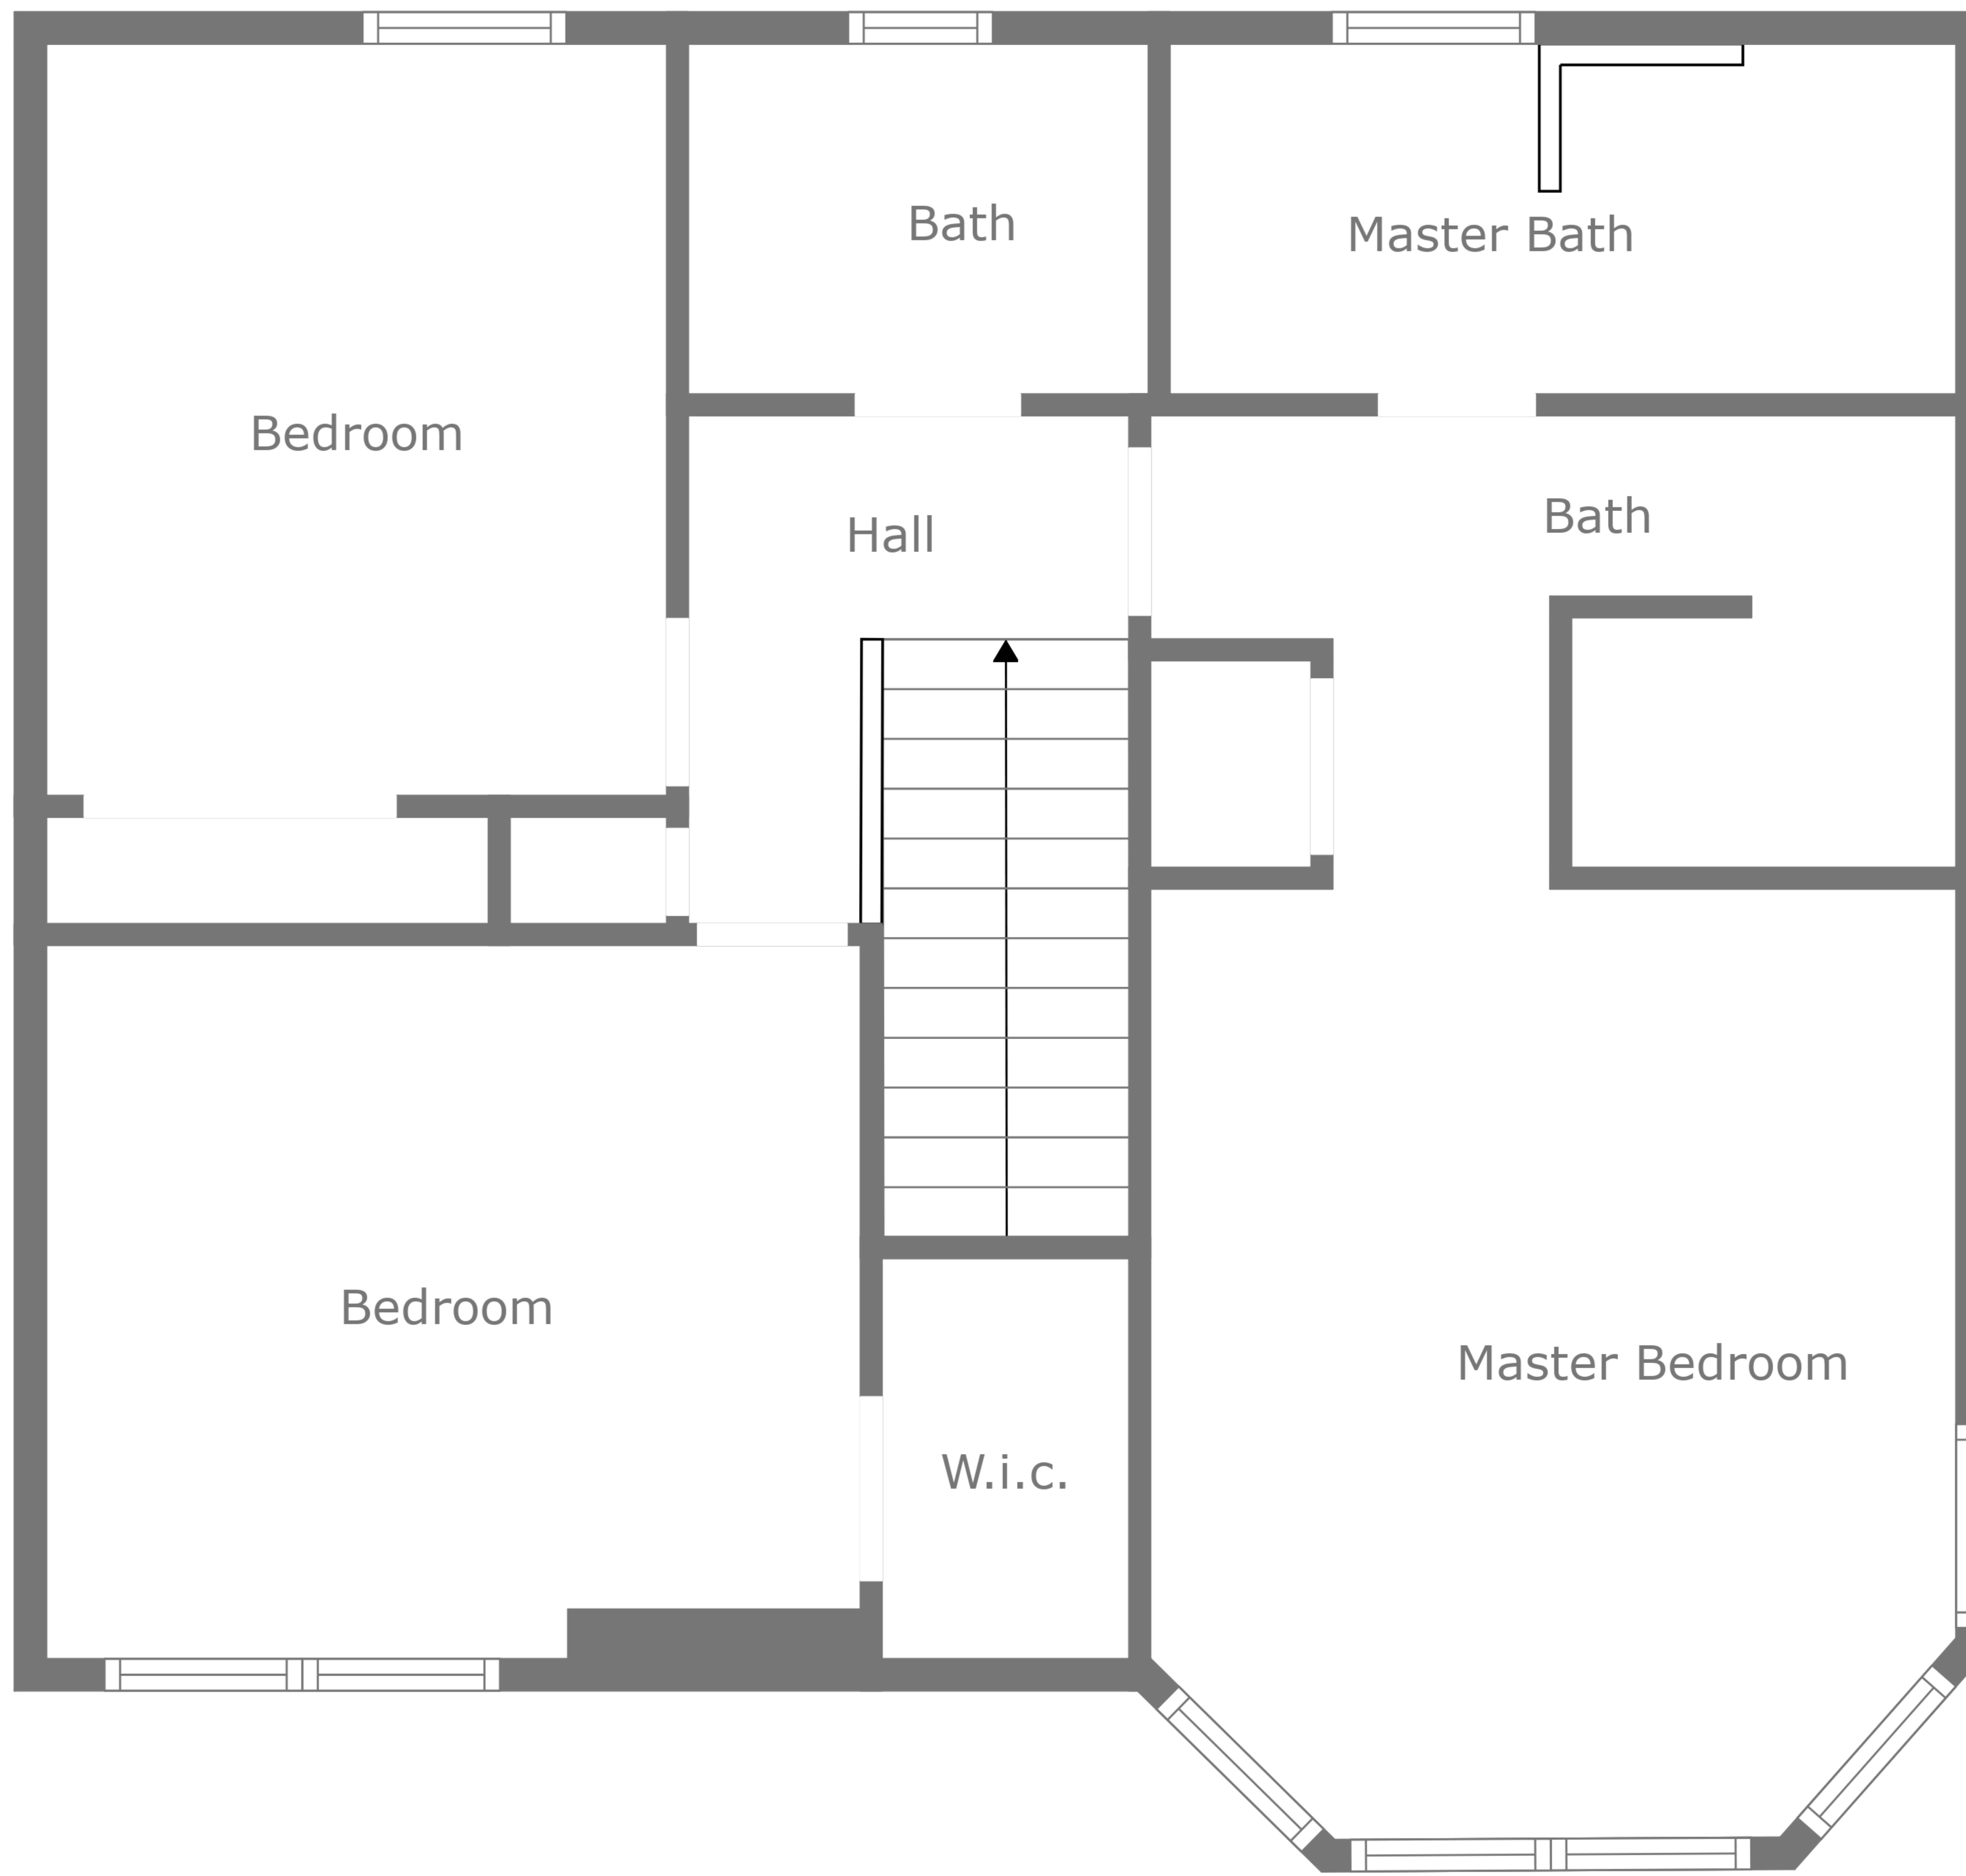 Bath
Master Bath
Bedroom
Hall
Bath
Bedroom
Master Bedroom
W.i.c.